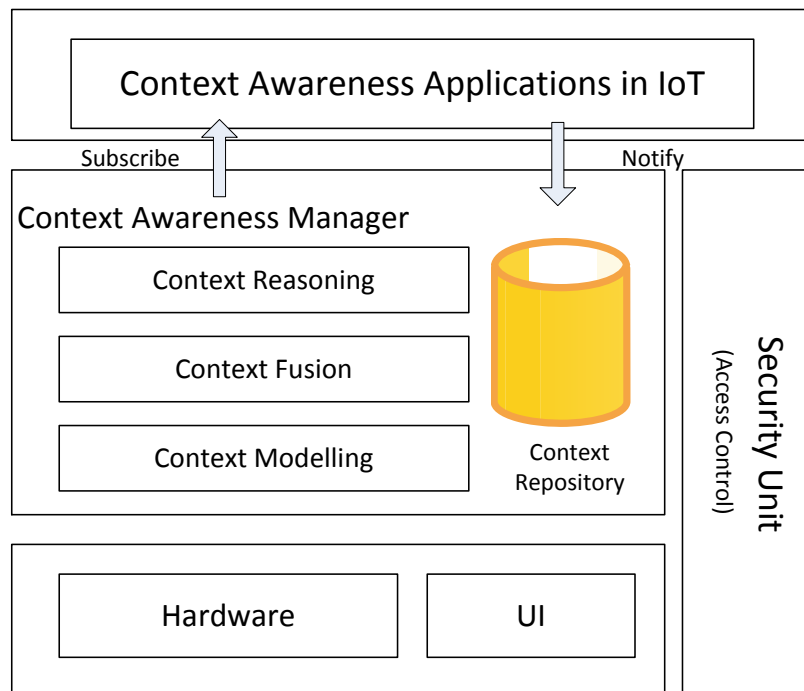 Context Awareness Applications in IoT
Subscribe
Notify
Context Awareness Manager
Context Reasoning
Context Fusion
Context Modelling
Context
Repository
Security Unit
(Access Control)
Hardware
UI